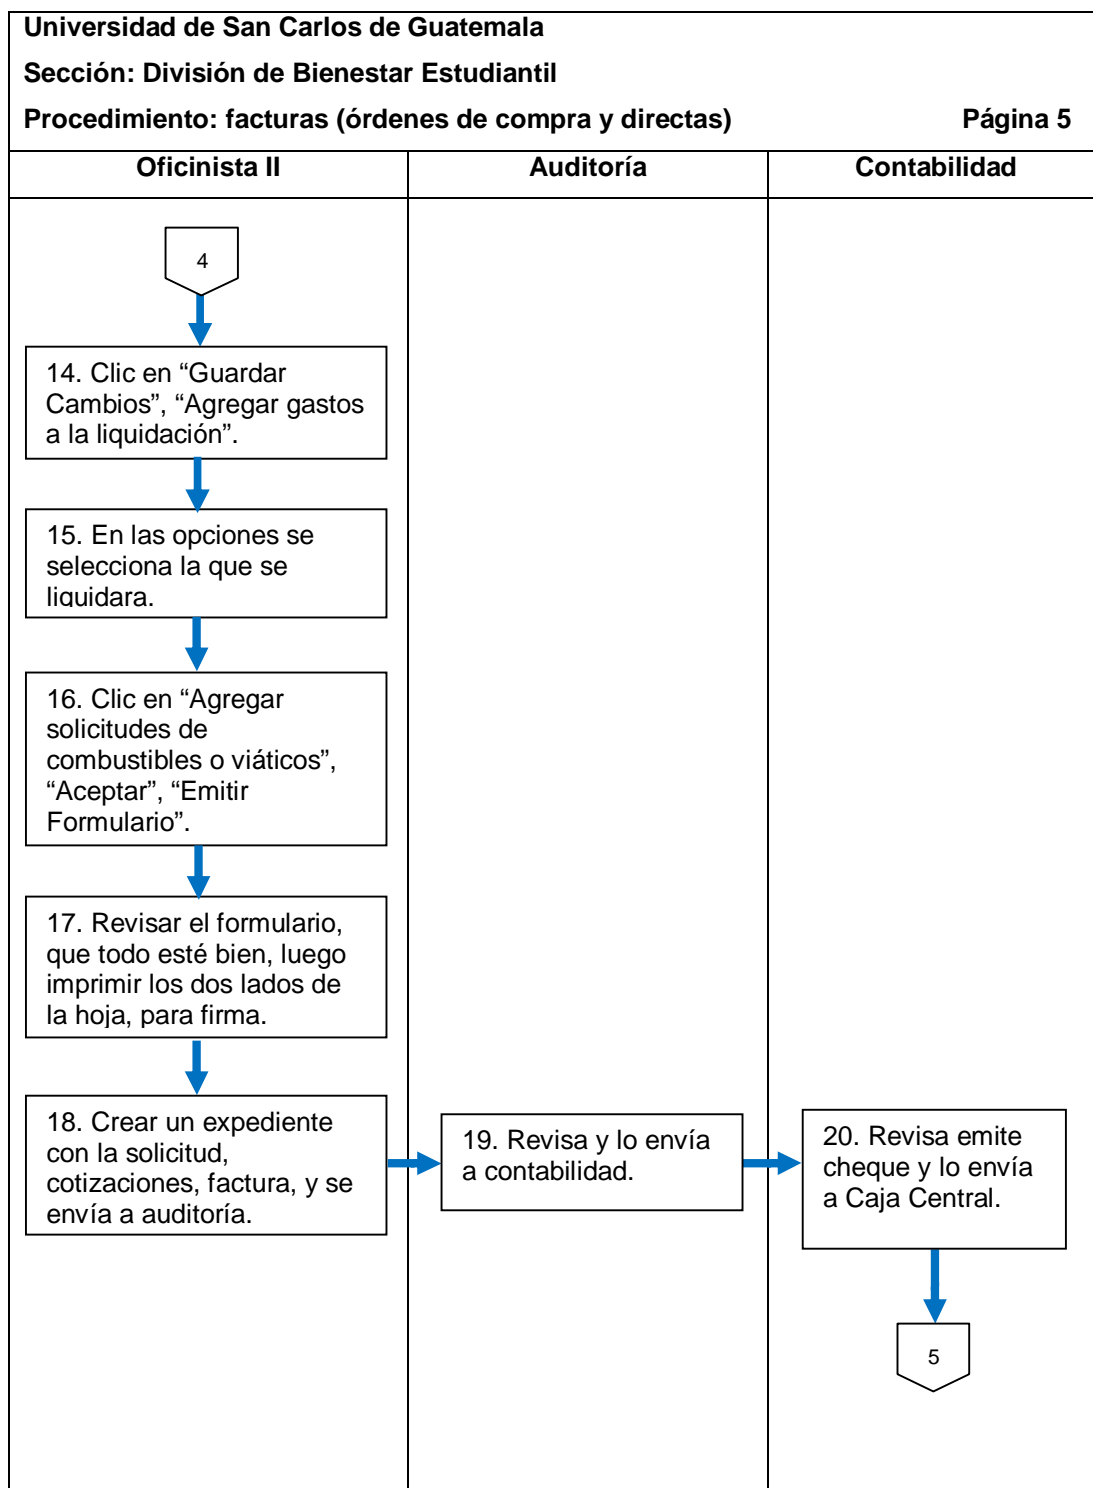 Universidad de San Carlos de Guatemala
Sección: División de Bienestar Estudiantil
Procedimiento: facturas (órdenes de compra y directas) Página 5
Oficinista II Auditoría Contabilidad
4
14. Clic en “Guardar
Cambios”, “Agregar gastos
a la liquidación”.
15. En las opciones se
selecciona la que se
liquidara.
16. Clic en “Agregar
solicitudes de
combustibles o viáticos”,
“Aceptar”, “Emitir
Formulario”.
17. Revisar el formulario,
que todo esté bien, luego
imprimir los dos lados de
la hoja, para firma.
18. Crear un expediente
con la solicitud,
cotizaciones, factura, y se
envía a auditoría.
19. Revisa y lo envía
a contabilidad.
20. Revisa emite
cheque y lo envía
a Caja Central.
5